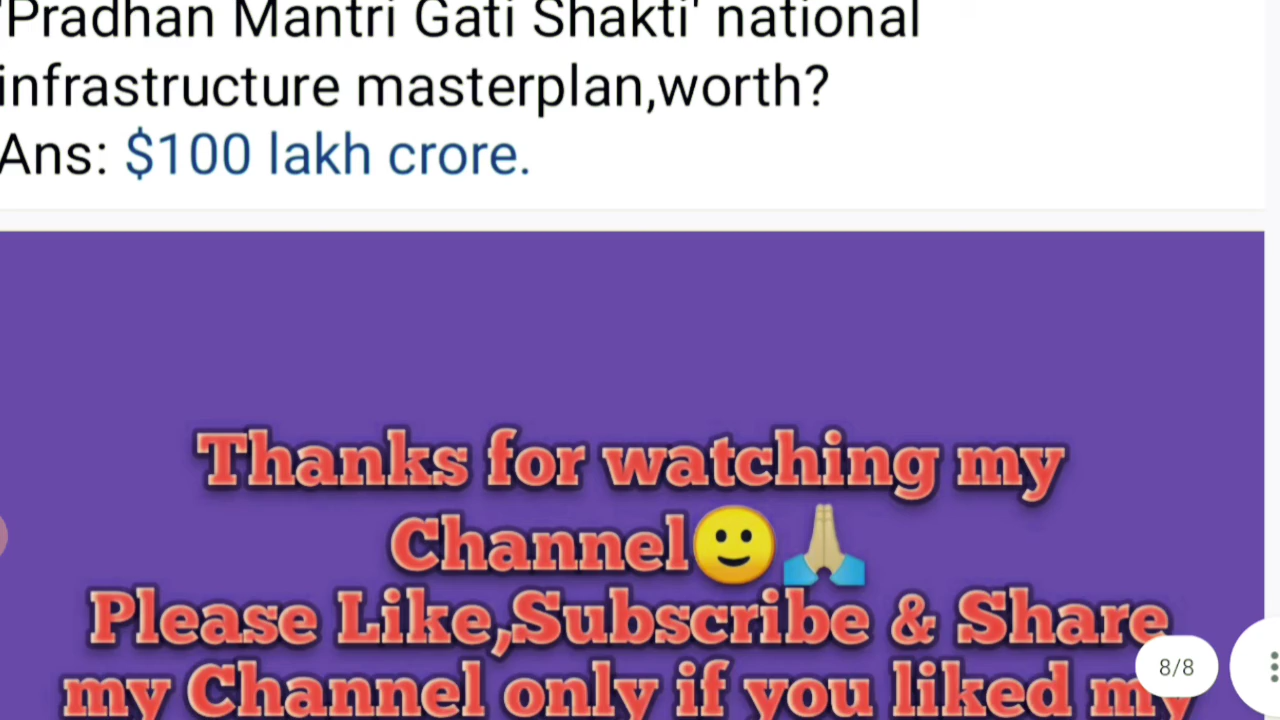 'Pradhan Mantri Gati Shakti' national
infrastructure masterplan,worth?
Ans: $100 lakh crore.
Thanks for watching my
Channel🙂🙏
Please Like,Subscribe & Share
my Channel only if you liked my
8/8